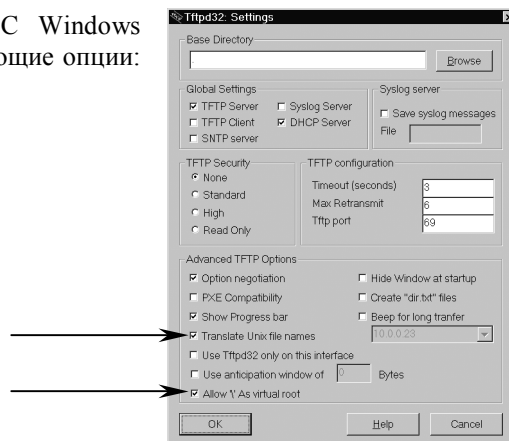 С Windows
ющие опции:
Tftpd32: Settings
Base Directory
.
Browse
Global Settings
TFTP Server
Syslog Server
TFTP Client
DHCP Server
SNTP server
Syslog server
Save syslog messages
File
TFTP Security
None
Standard
High
Read Only
TFTP configuration
Timeout (seconds)
3
Max Retransmit
6
Tftp port
69
Advanced TFTP Options
Option negotiation
Hide Window at startup
PXE Compatibility
Create "dir.txt" files
Show Progress bar
Beep for long tranfer
Translate Unix file names
10.0.0.23
Use Tftpd32 only on this interface
Use anticipation window of
0
Bytes
Allow '\' As virtual root
OK
Help
Cancel